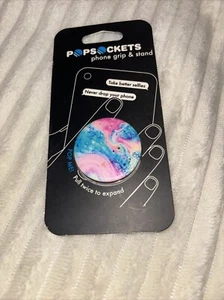 POPSOCKETS
phone grip & stand
Take better selfies
Never drop your phone
Pull twice to expand